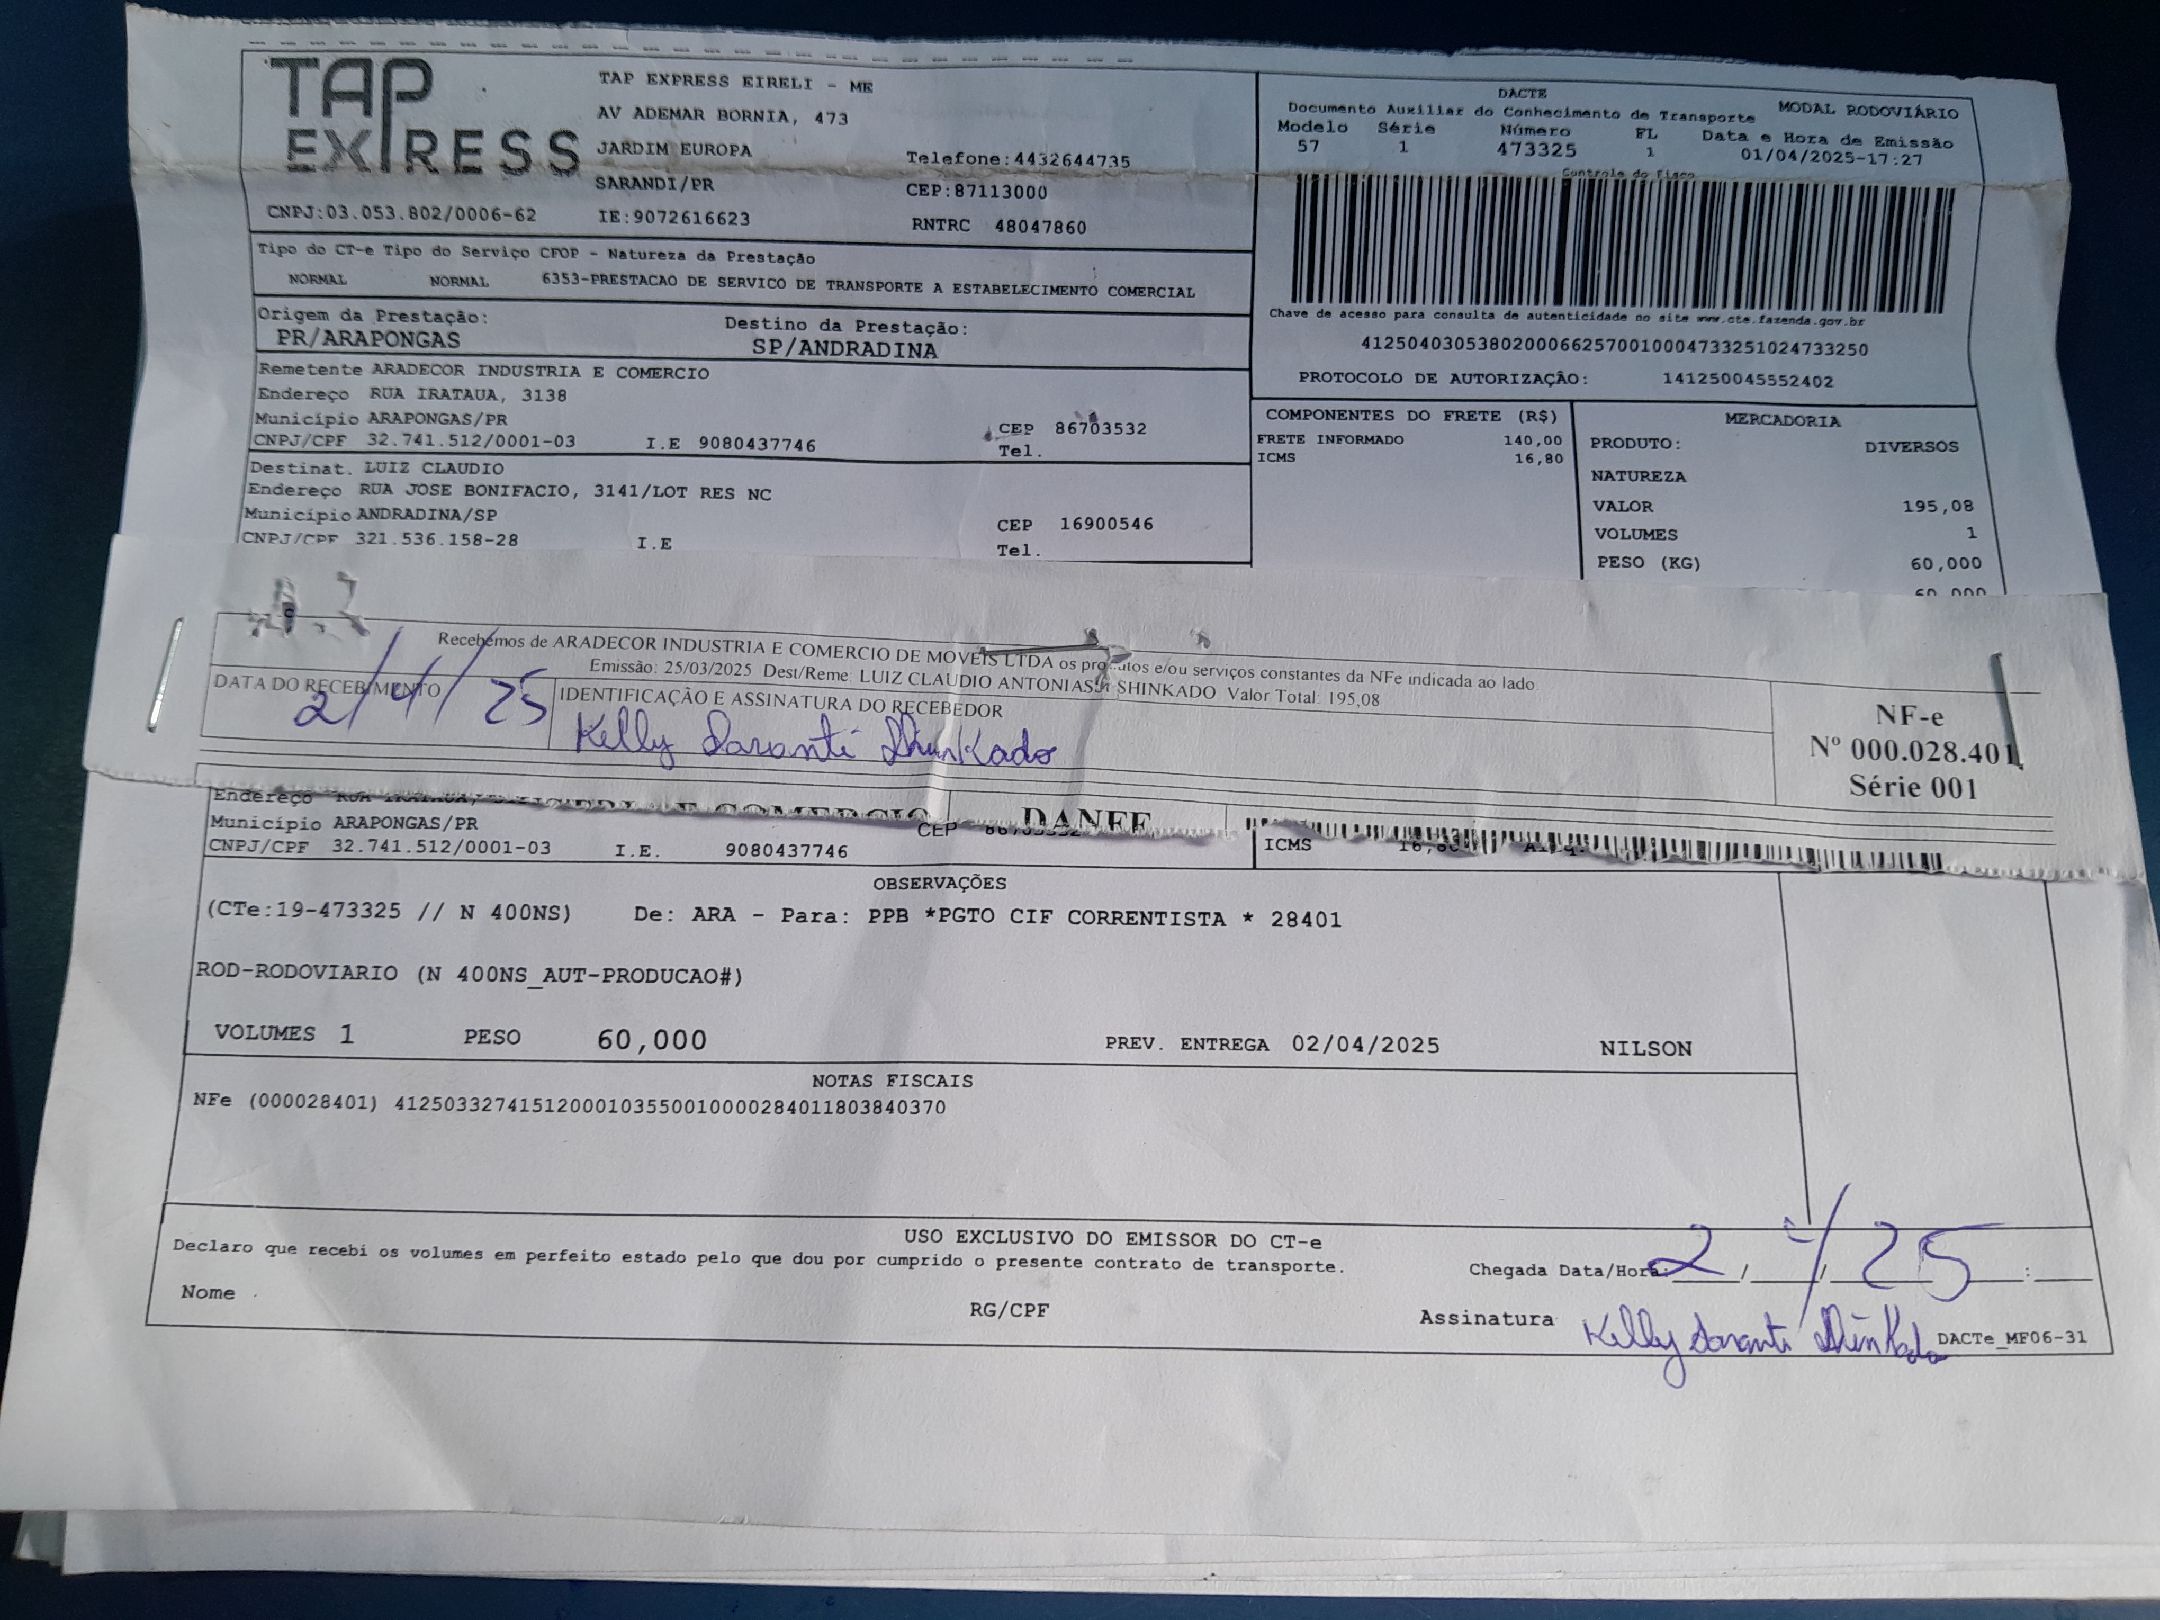 TAP EXPRESS
TAP EXPRESS EIRELI - ME
AV ADEMAR BORNIA, 473
JARDIM EUROPA
Telefone:4432644735
SARANDI/PR
CEP:87113000
CNPJ:03.053.802/0006-62
IE:9072616623
RNTRC 48047860
DACTE
Documento Auxiliar do Conhecimento de Transporte
MODAL RODOVIÁRIO
Modelo Série Número FL Data e Hora de Emissão
57 1 473325 1 01/04/2025-17:27
Controle do Fisco
Chave de acesso para consulta de autenticidade no site www.cte.fazenda.gov.br
41250403053802000662570010004733251024733250
PROTOCOLO DE AUTORIZAÇÃO: 141250045552402
Tipo do CT-e Tipo do Serviço CFOP - Natureza da Prestação
NORMAL NORMAL 6353-PRESTACAO DE SERVICO DE TRANSPORTE A ESTABELECIMENTO COMERCIAL
Origem da Prestação: Destino da Prestação:
PR/ARAPONGAS SP/ANDRADINA
Remetente ARADECOR INDUSTRIA E COMERCIO
Endereço RUA IRATAUA, 3138
Município ARAPONGAS/PR CEP 86703532
CNPJ/CPF 32.741.512/0001-03 I.E 9080437746 Tel.
Destinat. LUIZ CLAUDIO
Endereço RUA JOSE BONIFACIO, 3141/LOT RES NC
Município ANDRADINA/SP CEP 16900546
CNPJ/CPF 321.536.158-28 I.E Tel.
COMPONENTES DO FRETE (R$)
FRETE INFORMADO 140,00
ICMS 16,80
MERCADORIA
PRODUTO: DIVERSOS
NATUREZA
VALOR 195,08
VOLUMES 1
PESO (KG) 60,000
60,000
Recebemos de ARADECOR INDUSTRIA E COMERCIO DE MOVEIS LTDA os produtos e/ou serviços constantes da NFe indicada ao lado
Emissão: 25/03/2025 Dest/Reme: LUIZ CLAUDIO SHINKADO Valor Total: 195,08
DATA DO RECEBIMENTO
2/4/25
IDENTIFICAÇÃO E ASSINATURA DO RECEBEDOR
Kelly Shinkado
NF-e
Nº 000.028.401
Série 001
Endereço RUA IRATAUA,
E COMERCIO DANFE
Município ARAPONGAS/PR CEP
CNPJ/CPF 32.741.512/0001-03 I.E. 9080437746
ICMS
OBSERVAÇÕES
(CTe:19-473325 // N 400NS) De: ARA - Para: PPB *PGTO CIF CORRENTISTA * 28401
ROD-RODOVIARIO (N 400NS_AUT-PRODUCAO#)
VOLUMES 1 PESO 60,000 PREV. ENTREGA 02/04/2025 NILSON
NOTAS FISCAIS
NFe (000028401) 41250332741512000103550010000284011803840370
USO EXCLUSIVO DO EMISSOR DO CT-e
Declaro que recebi os volumes em perfeito estado pelo que dou por cumprido o presente contrato de transporte.
Chegada Data/Hora: 2/4/25
Nome RG/CPF
Assinatura Kelly Shinkado
DACTe_MF06-31